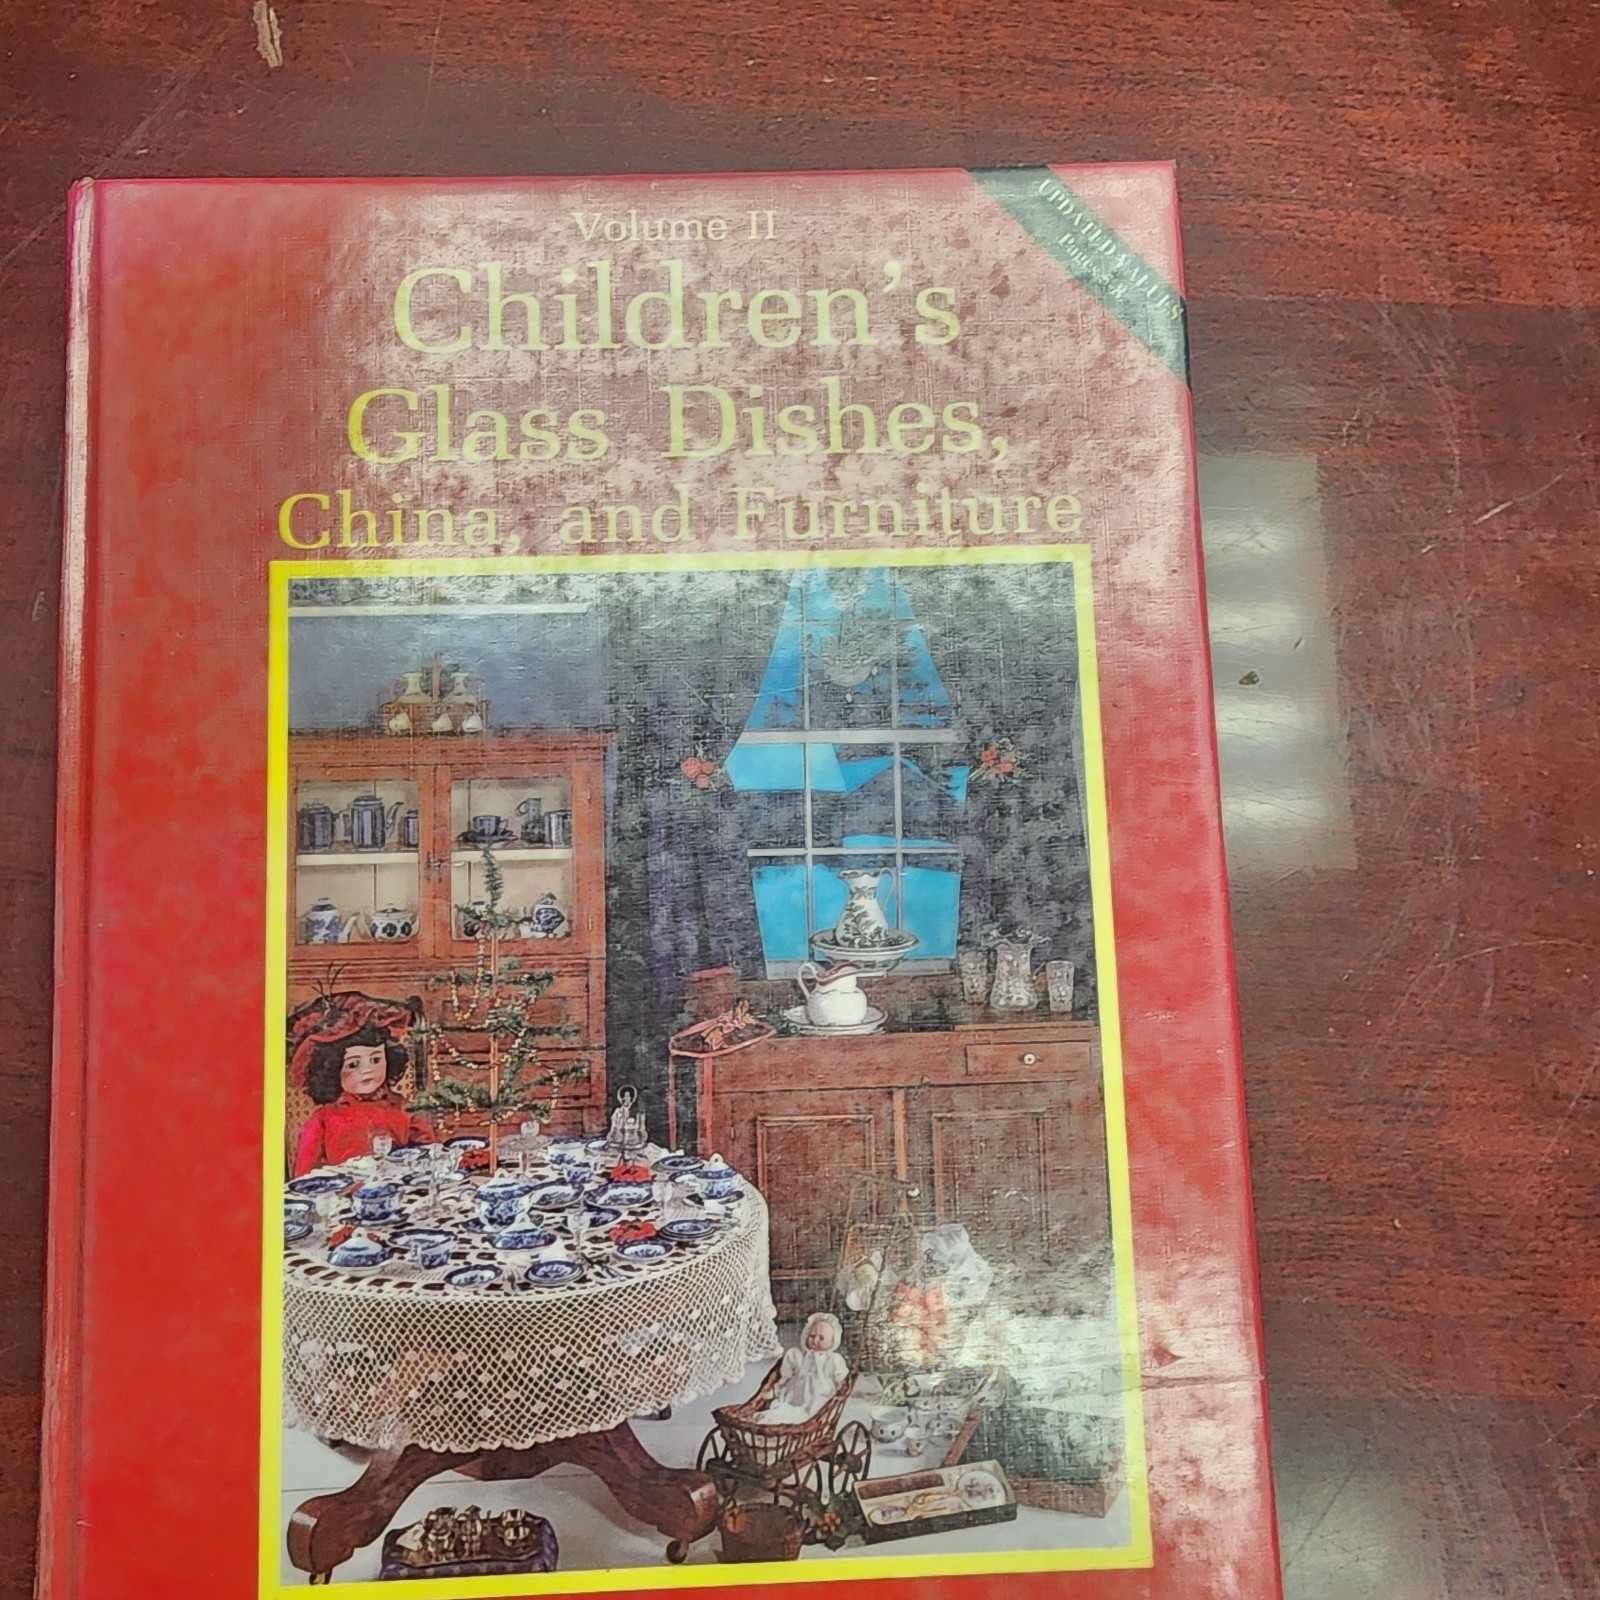 Volume II
Children's
Glass Dishes,
China, and Furniture
UPDATED VALUES